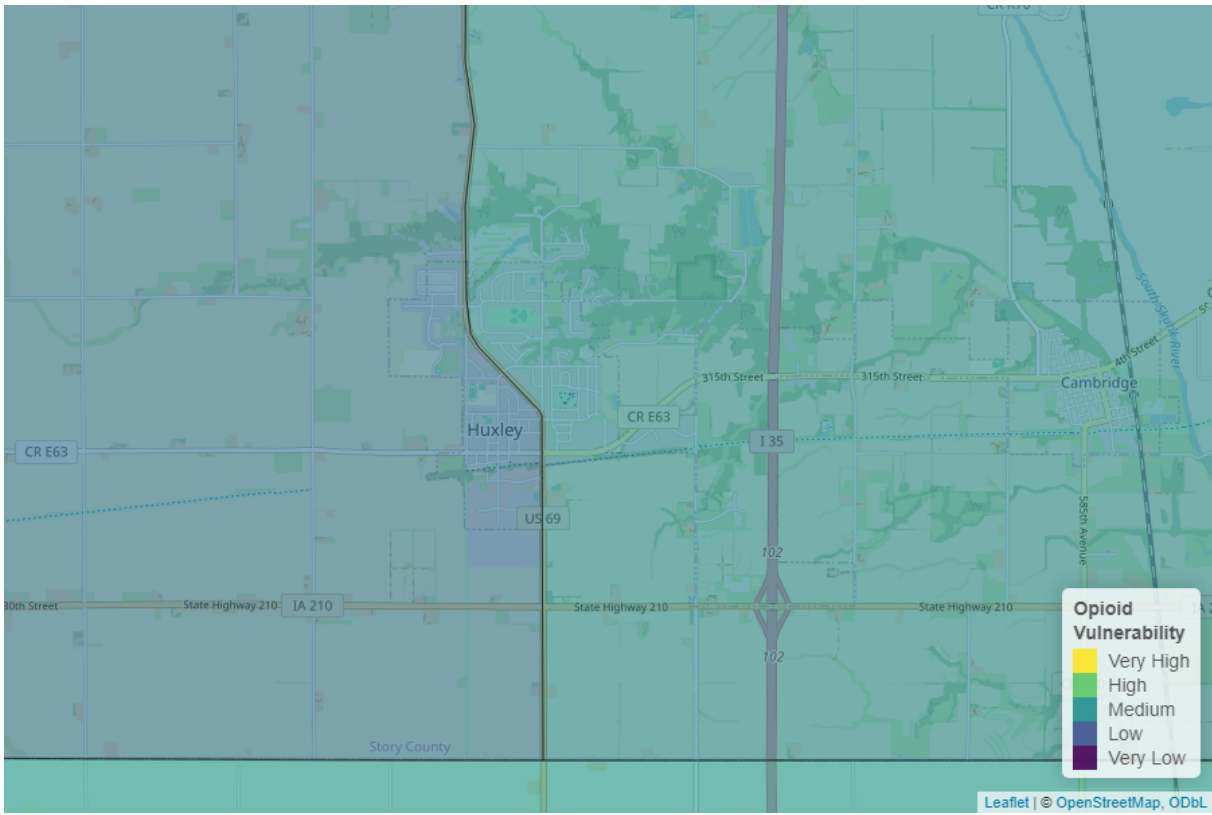 CR R70
South Skunk River
4th Street
315th Street
315th Street
Cambridge
CR E63
Huxley
I 35
CR E63
585th Avenue
US 69
102
30th Street
State Highway 210
IA 210
State Highway 210
State Highway 210
102
Story County
Opioid
Vulnerability
Very High
High
Medium
Low
Very Low
Leaflet | © OpenStreetMap, ODbL